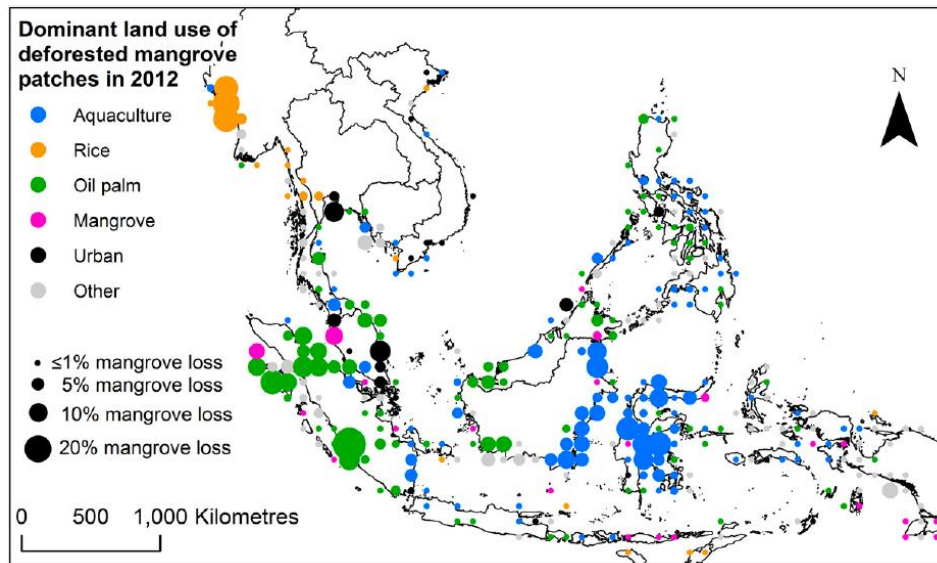 Dominant land use of
deforested mangrove
patches in 2012
Aquaculture
Rice
Oil palm
Mangrove
Urban
Other
≤1% mangrove loss
5% mangrove loss
10% mangrove loss
20% mangrove loss
0 500 1,000 Kilometres
N